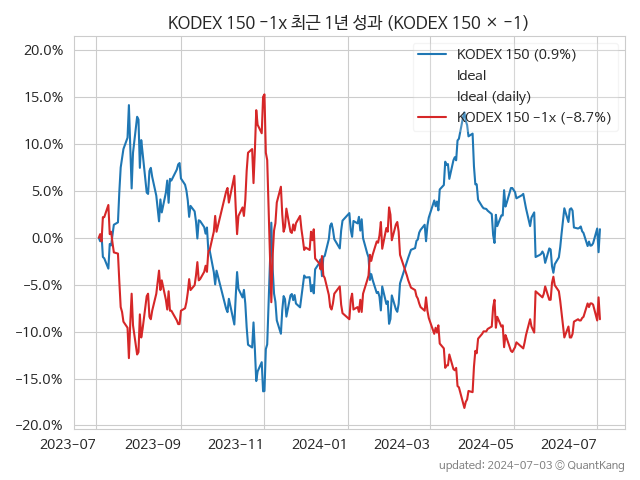 KODEX 150 -1x 최근 1년 성과 (KODEX 150 × -1)
20.0%
15.0%
10.0%
5.0%
0.0%
-5.0%
-10.0%
-15.0%
-20.0%
KODEX 150 (0.9%)
Ideal
Ideal (daily)
KODEX 150 -1x (-8.7%)
2023-07
2023-09
2023-11
2024-01
2024-03
2024-05
2024-07
updated: 2024-07-03 © QuantKang